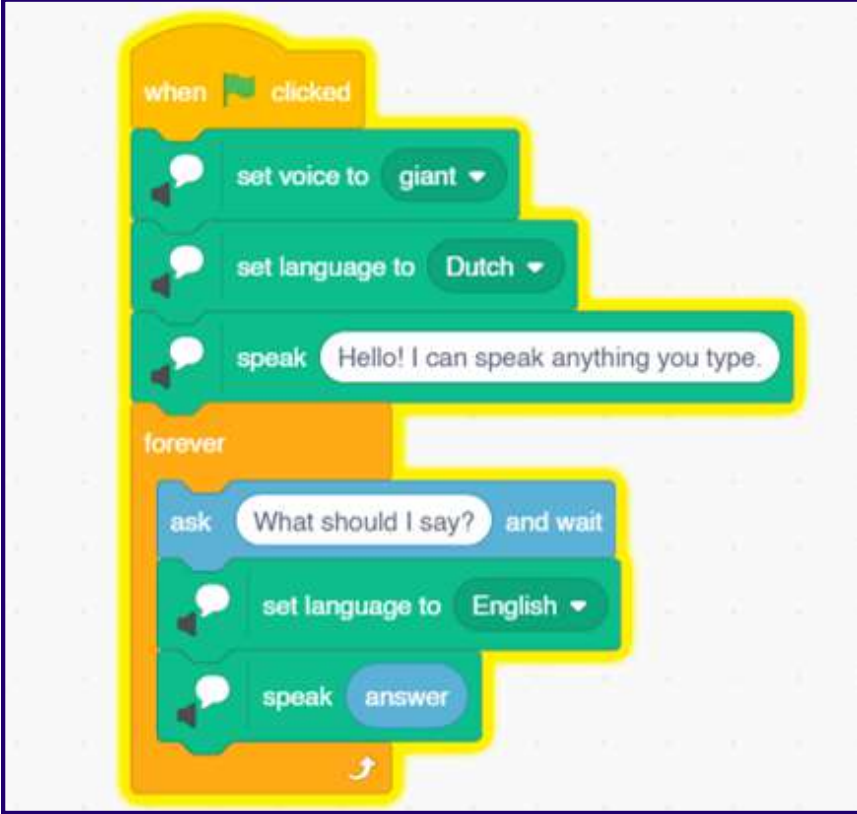 when clicked
set voice to giant
set language to Dutch
speak Hello! I can speak anything you type.
forever
ask What should I say? and wait
set language to English
speak answer